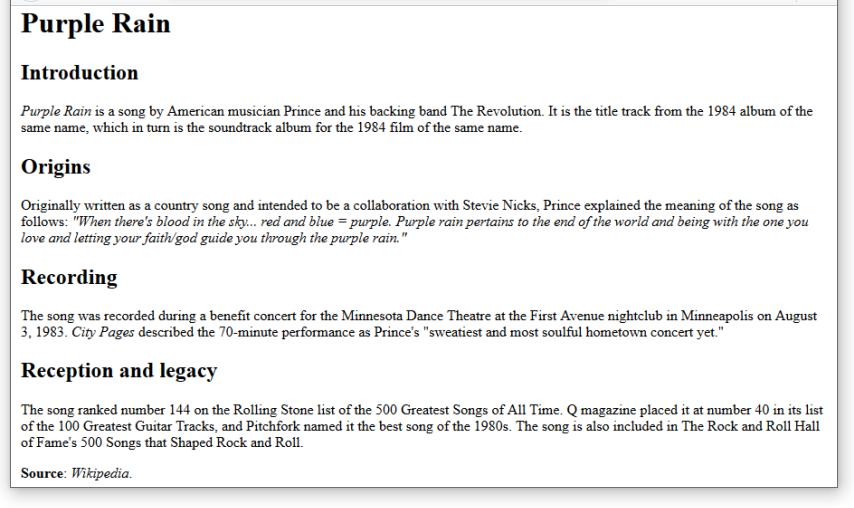 Purple Rain
Introduction
Purple Rain is a song by American musician Prince and his backing band The Revolution. It is the title track from the 1984 album of the
same name, which in turn is the soundtrack album for the 1984 film of the same name.
Origins
Originally written as a country song and intended to be a collaboration with Stevie Nicks, Prince explained the meaning of the song as
follows: "When there's blood in the sky... red and blue = purple. Purple rain pertains to the end of the world and being with the one you
love and letting your faith/god guide you through the purple rain."
Recording
The song was recorded during a benefit concert for the Minnesota Dance Theatre at the First Avenue nightclub in Minneapolis on August
3, 1983. City Pages described the 70-minute performance as Prince's "sweatiest and most soulful hometown concert yet."
Reception and legacy
The song ranked number 144 on the Rolling Stone list of the 500 Greatest Songs of All Time. Q magazine placed it at number 40 in its list
of the 100 Greatest Guitar Tracks, and Pitchfork named it the best song of the 1980s. The song is also included in The Rock and Roll Hall
of Fame's 500 Songs that Shaped Rock and Roll.
Source: Wikipedia.